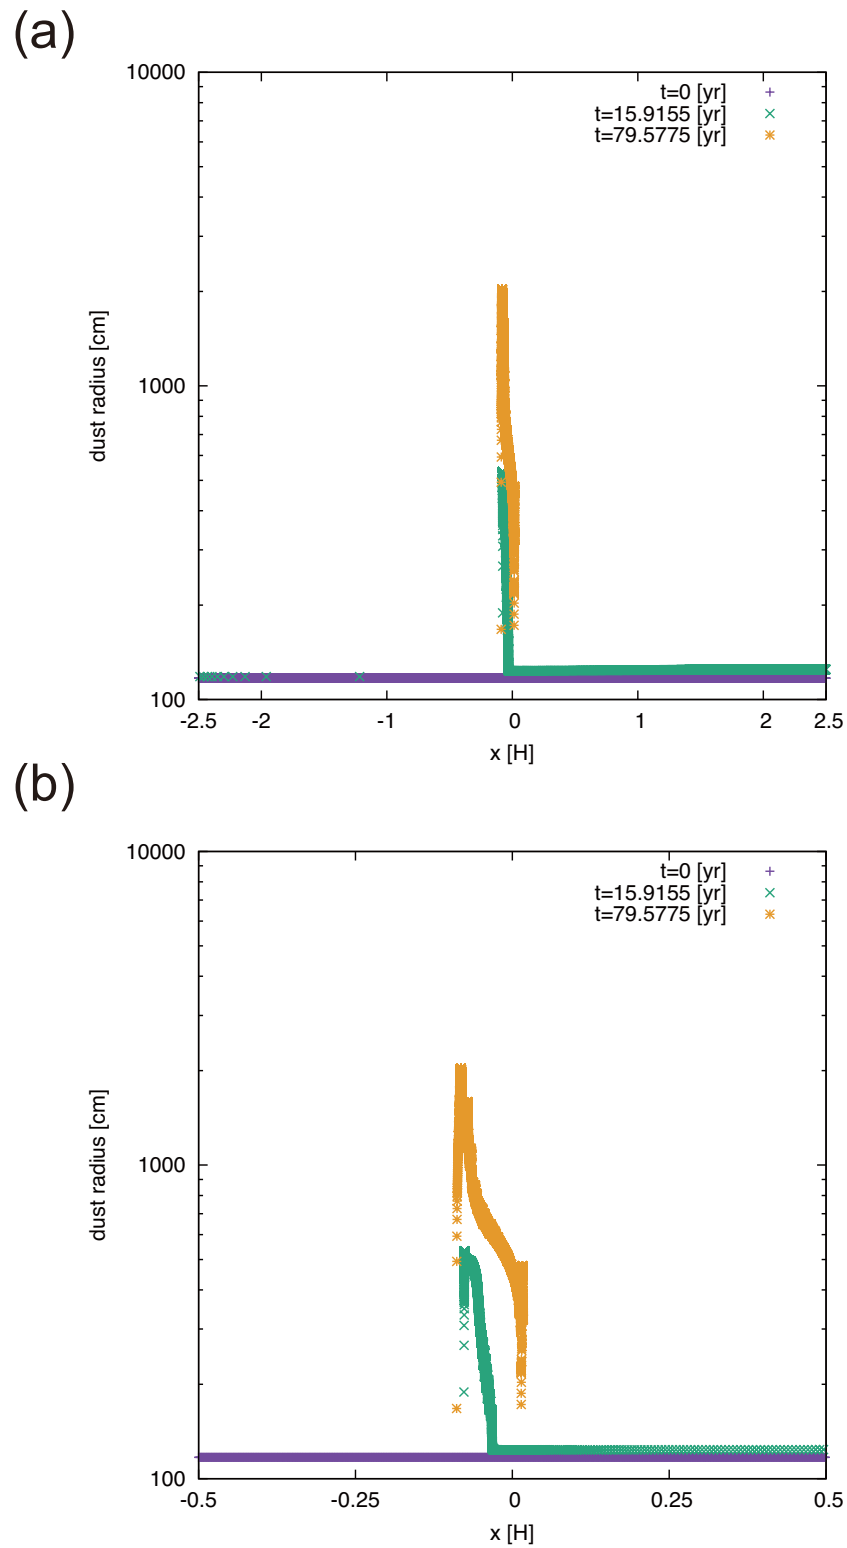 (a)
10000
t=0 [yr]
t=15.9155 [yr]
t=79.5775 [yr]
dust radius [cm]
1000
100
-2.5 -2 -1 0 1 2 2.5
x [H]
(b)
10000
t=0 [yr]
t=15.9155 [yr]
t=79.5775 [yr]
dust radius [cm]
1000
100
-0.5 -0.25 0 0.25 0.5
x [H]